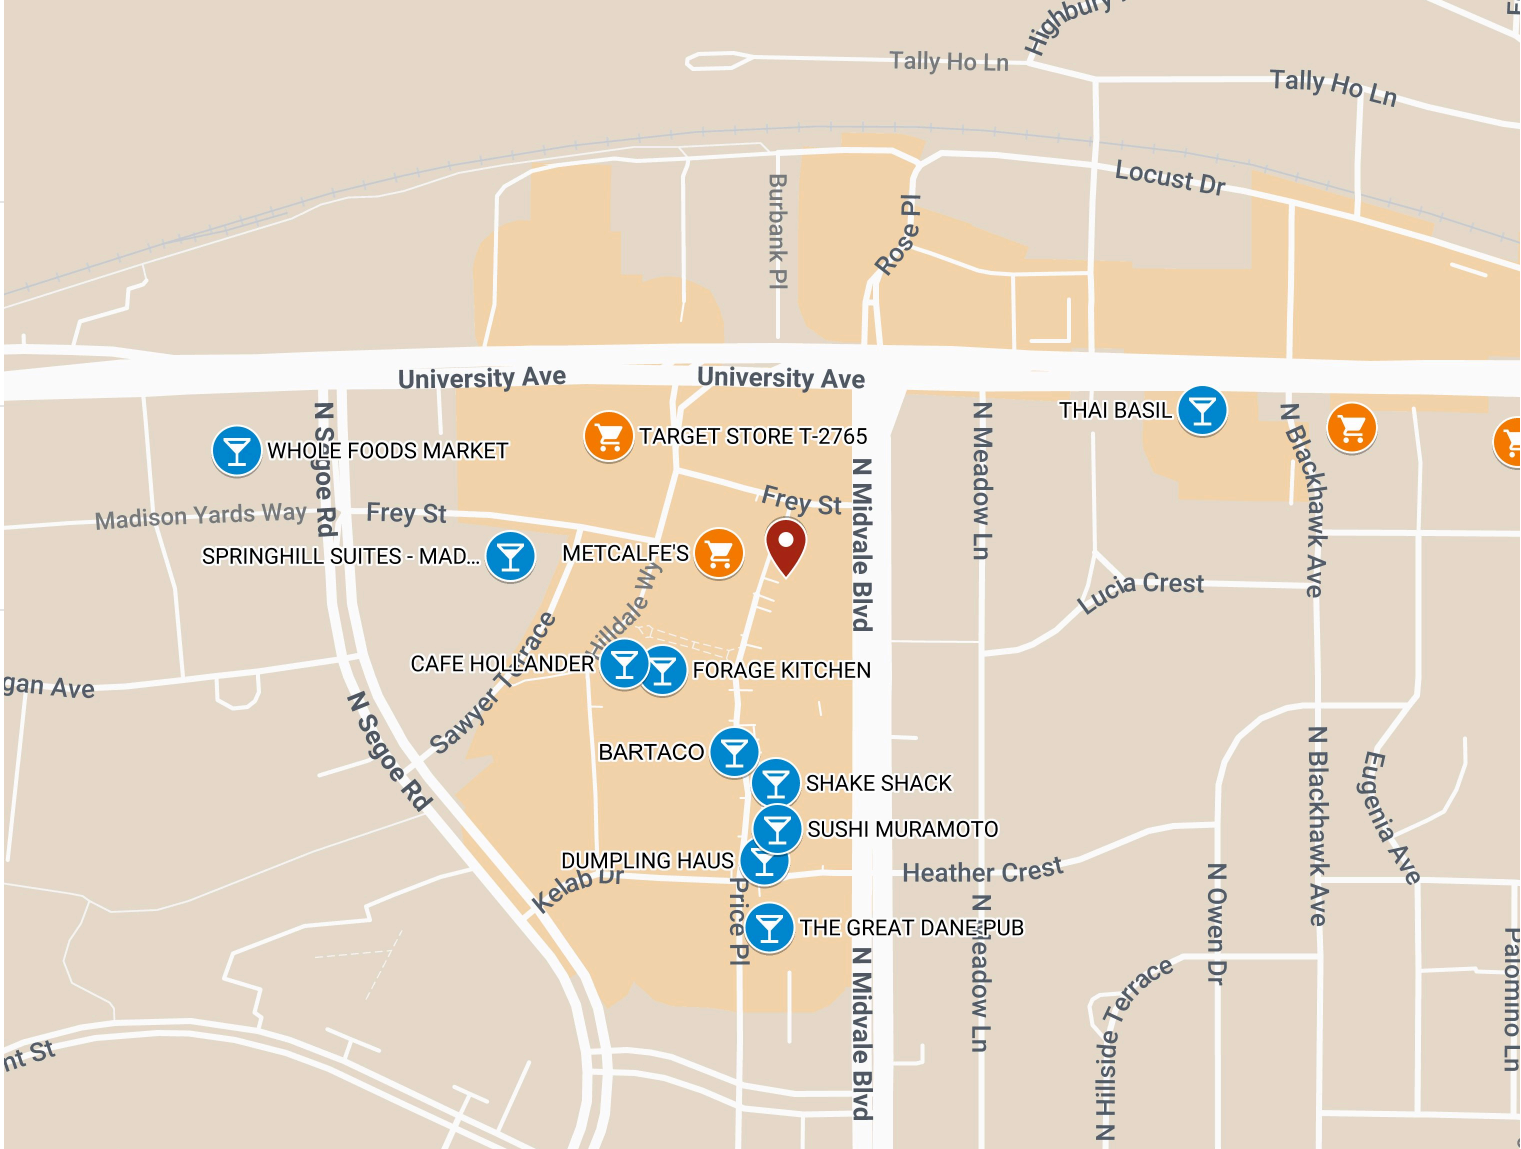 Highbury
Tally Ho Ln
Tally Ho Ln
Locust Dr
Burbank Pl
Rose Pl
University Ave
University Ave
THAI BASIL
N Segoe Rd
WHOLE FOODS MARKET
TARGET STORE T-2765
N Meadow Ln
N Blackhawk Ave
Madison Yards Way
Frey St
Frey St
N Midvale Blvd
SPRINGHILL SUITES - MAD...
METCALFE'S
Lucia Crest
Hilldale Wy
Sawyer Terrace
CAFE HOLLANDER
FORAGE KITCHEN
gan Ave
N Segoe Rd
BARTACO
SHAKE SHACK
SUSHI MURAMOTO
DUMPLING HAUS
Kelab Dr
Heather Crest
Price Pl
THE GREAT DANE PUB
N Meadow Ln
N Midvale Blvd
N Blackhawk Ave
Eugenia Ave
N Owen Dr
N Hillside Terrace
Palomino Ln
nt St